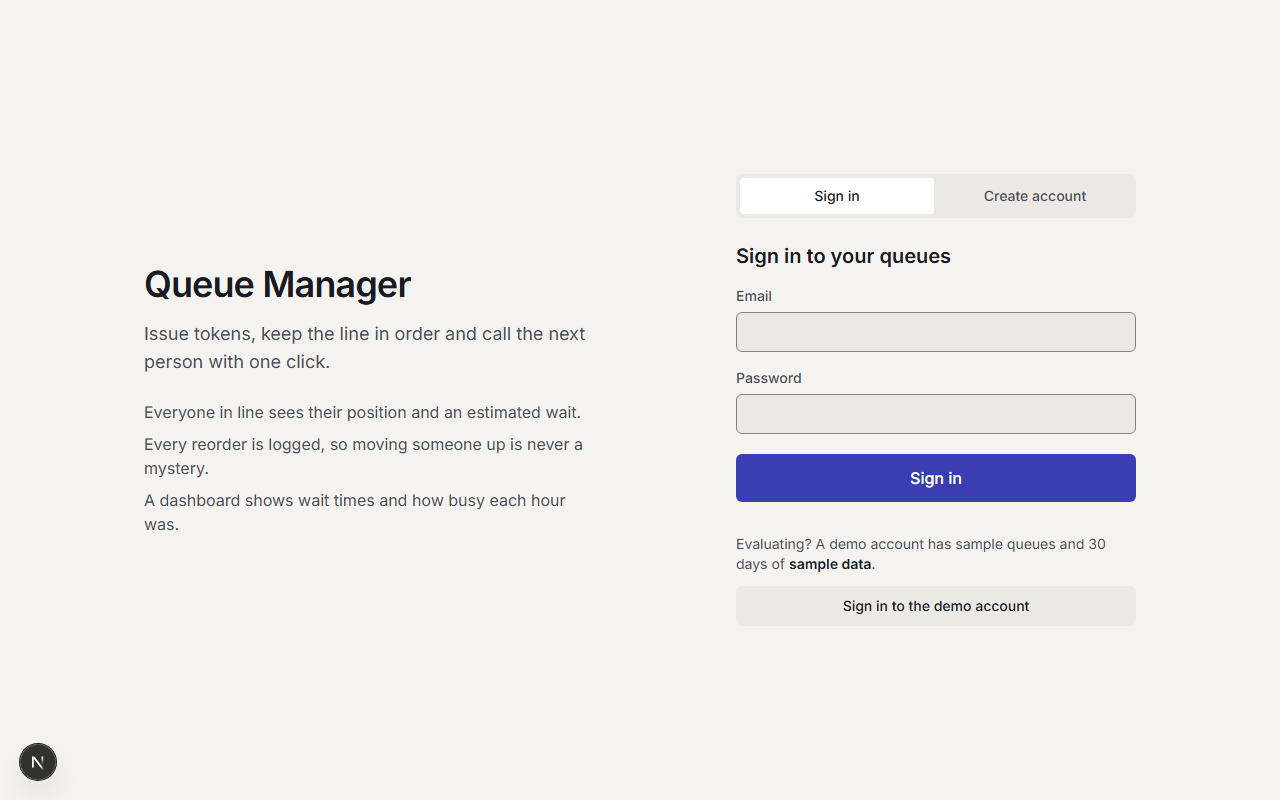 Queue Manager
Issue tokens, keep the line in order and call the next
person with one click.
Everyone in line sees their position and an estimated wait.
Every reorder is logged, so moving someone up is never a
mystery.
A dashboard shows wait times and how busy each hour
was.
Sign in
Create account
Sign in to your queues
Email
Password
Sign in
Evaluating? A demo account has sample queues and 30
days of sample data.
Sign in to the demo account
N